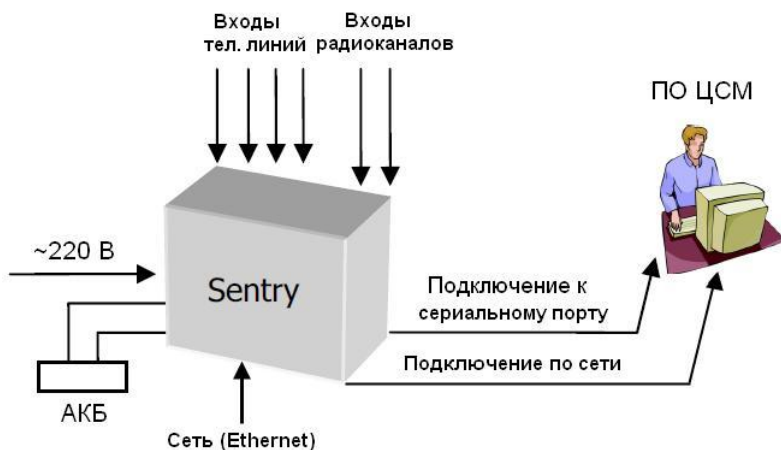 Входы
тел. линий
Входы
радиоканалов
ПО ЦСМ
~220 В
Sentry
Подключение к
сериальному порту
Подключение по сети
АКБ
Сеть (Ethernet)